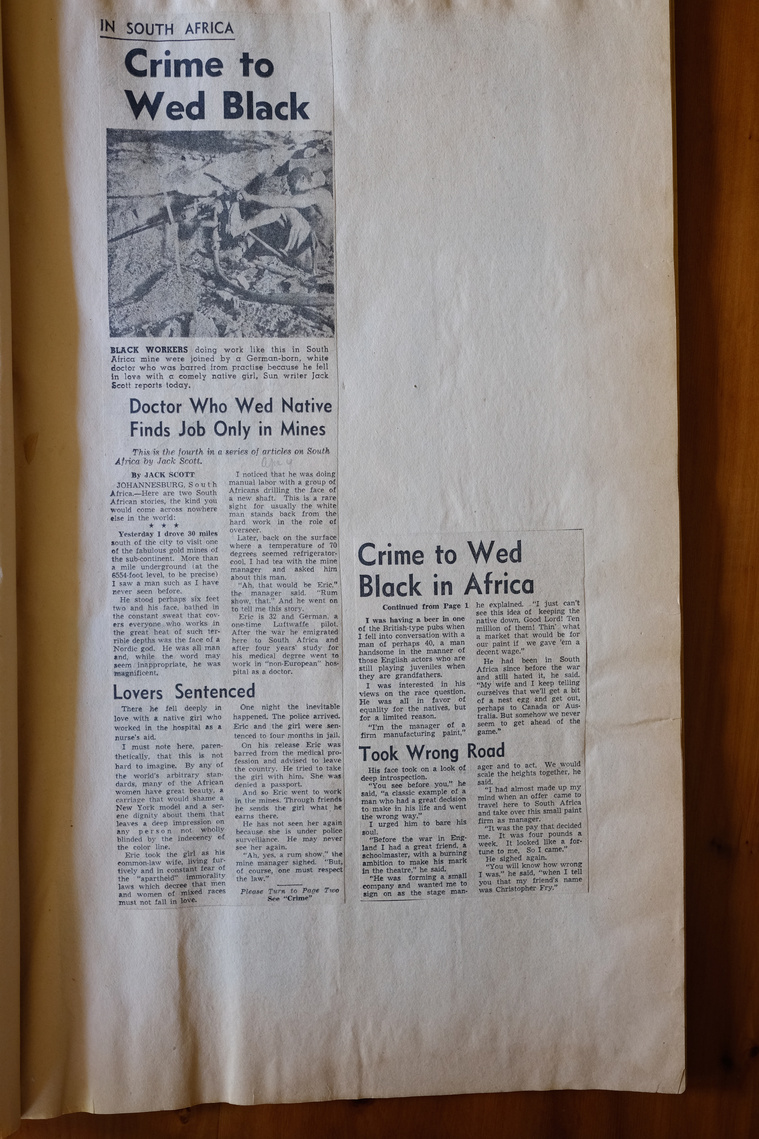 IN SOUTH AFRICA
Crime to
Wed Black
BLACK WORKERS doing work like this in South
Africa mine were joined by a German-born, white
doctor who was barred from practise because he fell
in love with a comely native girl, Sun writer Jack
Scott reports today.
Doctor Who Wed Native
Finds Job Only in Mines
This is the fourth in a series of articles on South
Africa by Jack Scott.
By JACK SCOTT
JOHANNESBURG, South
Africa.—Here are two South
African stories, the kind you
would come across nowhere
else in the world:
★ ★ ★
Yesterday I drove 30 miles
south of the city to visit one
of the fabulous gold mines of
the sub-continent. More than
a mile underground (at the
6554-foot level, to be precise)
I saw a man such as I have
never seen before.
He stood perhaps six feet
two and his face, bathed in
the constant sweat that cov-
ers everyone who works in
the great heat of such ter-
rible depths was the face of a
Nordic god. He was all man
and, while the word may
seem inappropriate, he was
magnificent.
I noticed that he was doing
manual labor with a group of
Africans drilling the face of
a new shaft. This is a rare
sight for usually the white
man stands back from the
hard work in the role of
overseer.
Later, back on the surface
where a temperature of 70
degrees seemed refrigerator-
cool, I had tea with the mine
manager and asked him
about this man.
"Ah, that would be Eric,"
the manager said. "Rum
show, that." And he went on
to tell me this story.
Eric is 32 and German, a
one-time Luftwaffe pilot.
After the war he emigrated
here to South Africa and
after four years' study for
his medical degree went to
work in "non-European" hos-
pital as a doctor.
Lovers Sentenced
There he fell deeply in
love with a native girl who
worked in the hospital as a
nurse's aid.
I must note here, paren-
thetically, that this is not
hard to imagine. By any of
the world's arbitrary stan-
dards, many of the African
women have great beauty, a
carriage that would shame a
New York model and a ser-
ene dignity about them that
leaves a deep impression on
any person not wholly
blinded by the indecency of
the color line.
Eric took the girl as his
common-law wife, living fur-
tively and in constant fear of
the "apartheid" immorality
laws which decree that men
and women of mixed races
must not fall in love.
One night the inevitable
happened. The police arrived.
Eric and the girl were sen-
tenced to four months in jail.
On his release Eric was
barred from the medical pro-
fession and advised to leave
the country. He tried to take
the girl with him. She was
denied a passport.
And so Eric went to work
in the mines. Through friends
he sends the girl what he
earns there.
He has not seen her again
because she is under police
surveillance. He may never
see her again.
"Ah, yes, a rum show," the
mine manager sighed. "But,
of course, one must respect
the law."
Please Turn to Page Two
See "Crime"
Crime to Wed
Black in Africa
Continued from Page 1
I was having a beer in one
of the British-type pubs when
I fell into conversation with a
man of perhaps 40, a man
handsome in the manner of
those English actors who are
still playing juveniles when
they are grandfathers.
I was interested in his
views on the race question.
He was all in favor of
equality for the natives, but
for a limited reason.
"I'm the manager of a
firm manufacturing paint,"
he explained. "I just can't
see this idea of keeping the
native down. Good Lord! Ten
million of them! Thin' what
a market that would be for
our paint if we gave 'em a
decent wage."
He had been in South
Africa since before the war
and still hated it, he said.
"My wife and I keep telling
ourselves that we'll get a bit
of a nest egg and get out,
perhaps to Canada or Aus-
tralia. But somehow we never
seem to get ahead of the
game."
Took Wrong Road
His face took on a look of
deep introspection.
"You see before you," he
said, "a classic example of a
man who had a great decision
to make in his life and went
the wrong way."
I urged him to bare his
soul.
"Before the war in Eng-
land I had a great friend, a
schoolmaster, with a burning
ambition to make his mark
in the theatre," he said.
"He was forming a small
company and wanted me to
sign on as the stage man-
ager and to act. We would
scale the heights together, he
said.
"I had almost made up my
mind when an offer came to
travel here to South Africa
and take over this small paint
firm as manager.
"It was the pay that decided
me. It was four pounds a
week. It looked like a for-
tune to me. So I came."
He sighed again.
"You will know how wrong
I was," he said, "when I tell
you that my friend's name
was Christopher Fry."